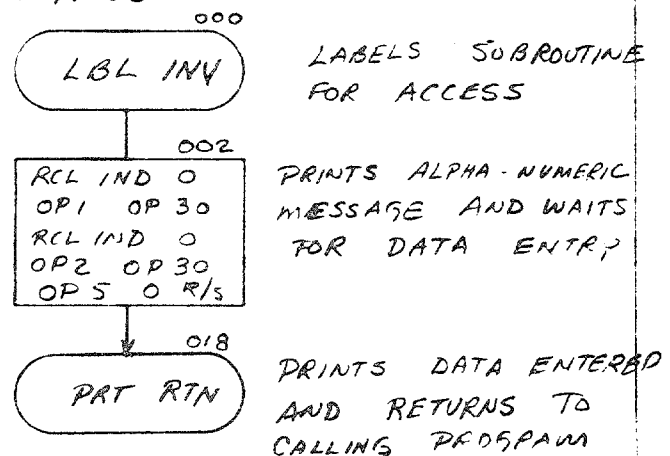 000
LBL INV
LABELS SUBROUTINE
FOR ACCESS
002
RCL IND 0
OP1 OP 30
RCL IND 0
OP2 OP 30
OP 5 0 R/S
PRINTS ALPHA-NUMERIC
MESSAGE AND WAITS
FOR DATA ENTRY
018
PRT RTN
PRINTS DATA ENTERED
AND RETURNS TO
CALLING PROGRAM